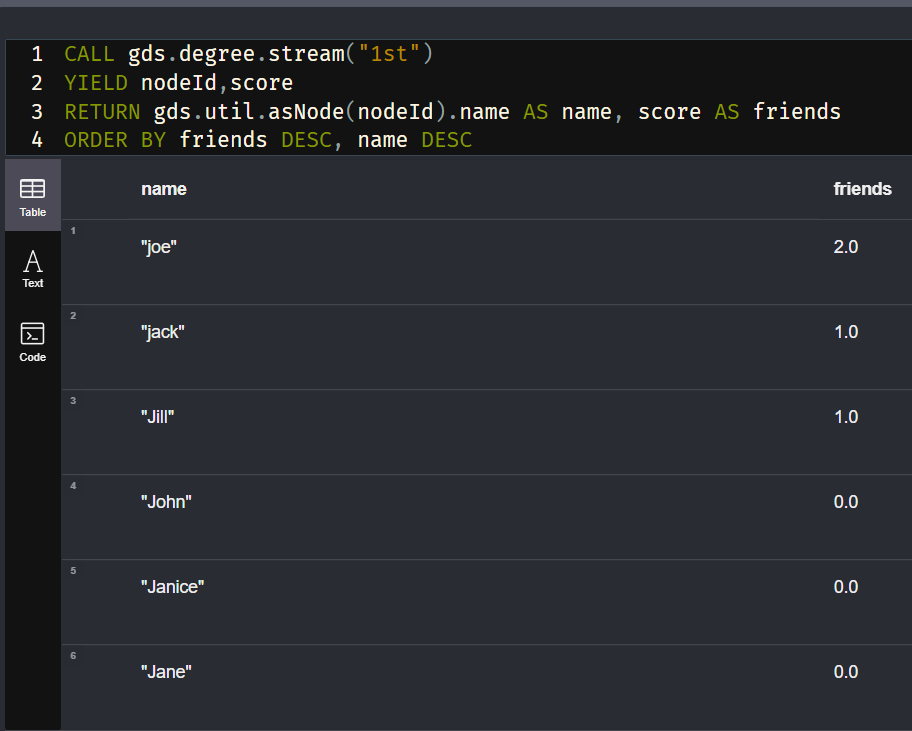 1 CALL gds.degree.stream("1st")
2 YIELD nodeId,score
3 RETURN gds.util.asNode(nodeId).name AS name, score AS friends
4 ORDER BY friends DESC, name DESC
Table
Text
Code
name friends
1 "joe" 2.0
2 "jack" 1.0
3 "Jill" 1.0
4 "John" 0.0
5 "Janice" 0.0
6 "Jane" 0.0